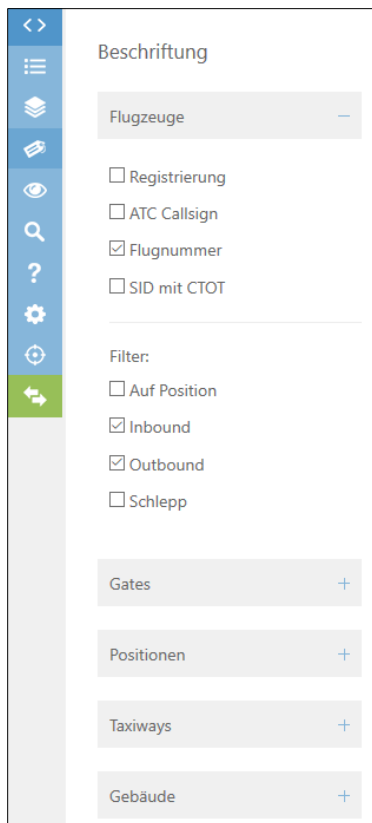 Beschriftung
Flugzeuge
Registrierung
ATC Callsign
Flugnummer
SID mit CTOT
Filter:
Auf Position
Inbound
Outbound
Schlepp
Gates
Positionen
Taxiways
Gebäude